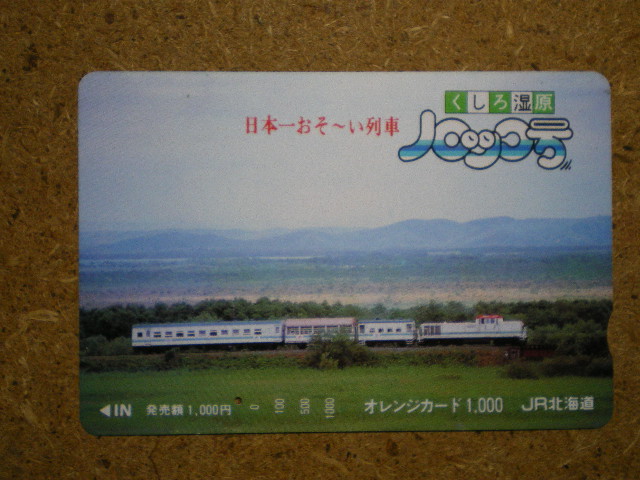 くしろ湿原
日本一おそ〜い列車
ノロッコ号
◀IN 発売額 1,000円 0 100 500 1000 オレンジカード 1,000 JR北海道